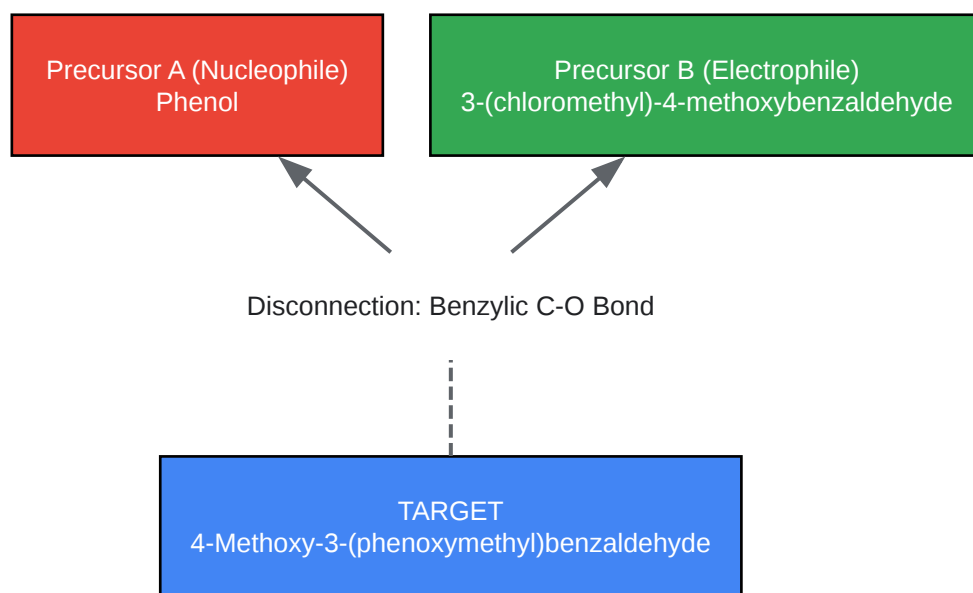 Precursor A (Nucleophile)
Phenol
Precursor B (Electrophile)
3-(chloromethyl)-4-methoxybenzaldehyde
Disconnection: Benzylic C-O Bond
TARGET
4-Methoxy-3-(phenoxymethyl)benzaldehyde